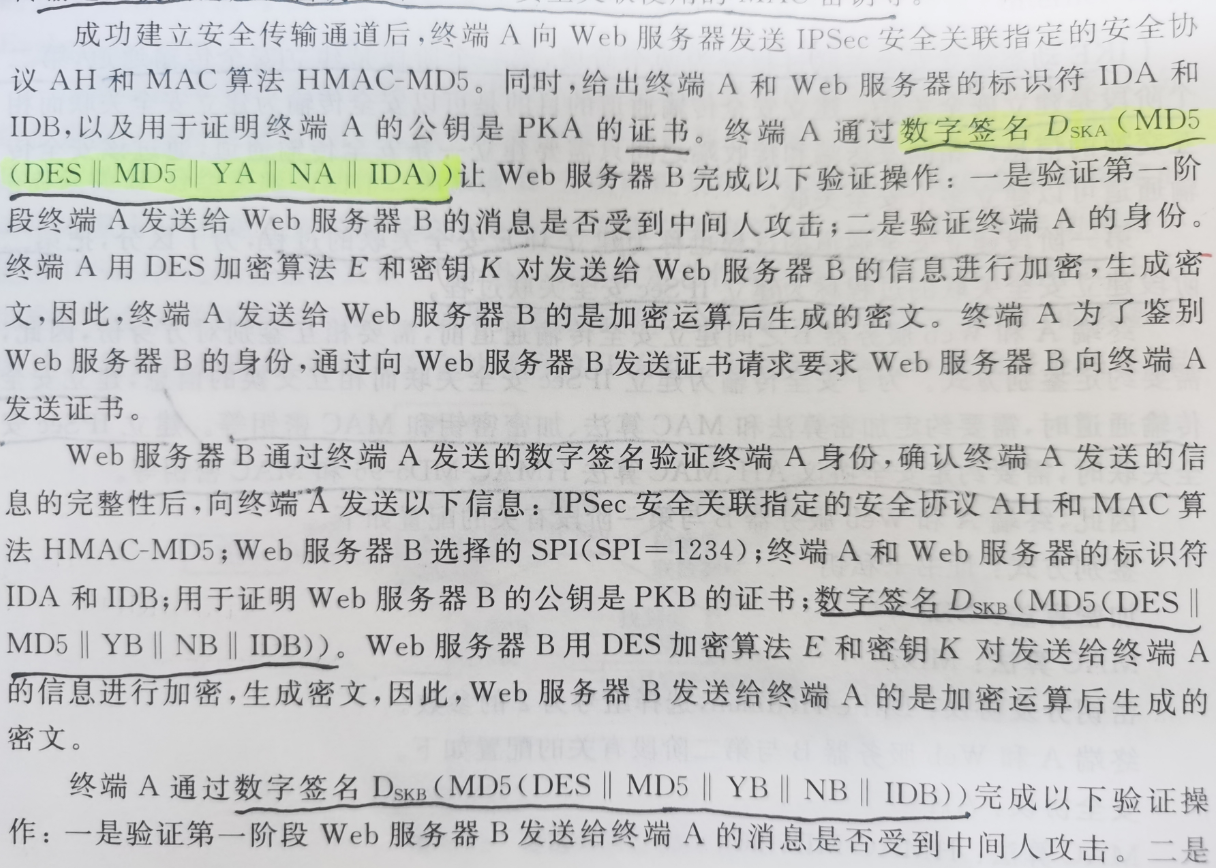 成功建立安全传输通道后,终端 A 向 Web 服务器发送 IPSec 安全关联指定的安全协
议 AH 和 MAC 算法 HMAC-MD5。同时,给出终端 A 和 Web 服务器的标识符 IDA 和
IDB,以及用于证明终端 A 的公钥是 PKA 的证书。终端 A 通过数字签名 D_SKA(MD5
(DES‖MD5‖YA‖NA‖IDA))让 Web 服务器 B 完成以下验证操作:一是验证第一阶
段终端 A 发送给 Web 服务器 B 的消息是否受到中间人攻击;二是验证终端 A 的身份。
终端 A 用 DES 加密算法 E 和密钥 K 对发送给 Web 服务器 B 的信息进行加密,生成密
文,因此,终端 A 发送给 Web 服务器 B 的是加密运算后生成的密文。终端 A 为了鉴别
Web 服务器 B 的身份,通过向 Web 服务器 B 发送证书请求要求 Web 服务器 B 向终端 A
发送证书。
Web 服务器 B 通过终端 A 发送的数字签名验证终端 A 身份,确认终端 A 发送的信
息的完整性后,向终端 A 发送以下信息:IPSec 安全关联指定的安全协议 AH 和 MAC 算
法 HMAC-MD5;Web 服务器 B 选择的 SPI(SPI=1234);终端 A 和 Web 服务器的标识符
IDA 和 IDB;用于证明 Web 服务器 B 的公钥是 PKB 的证书;数字签名 D_SKB(MD5(DES‖
MD5‖YB‖NB‖IDB))。Web 服务器 B 用 DES 加密算法 E 和密钥 K 对发送给终端 A
的信息进行加密,生成密文,因此,Web 服务器 B 发送给终端 A 的是加密运算后生成的
密文。
终端 A 通过数字签名 D_SKB(MD5(DES‖MD5‖YB‖NB‖IDB))完成以下验证操
作:一是验证第一阶段 Web 服务器 B 发送给终端 A 的消息是否受到中间人攻击。二是